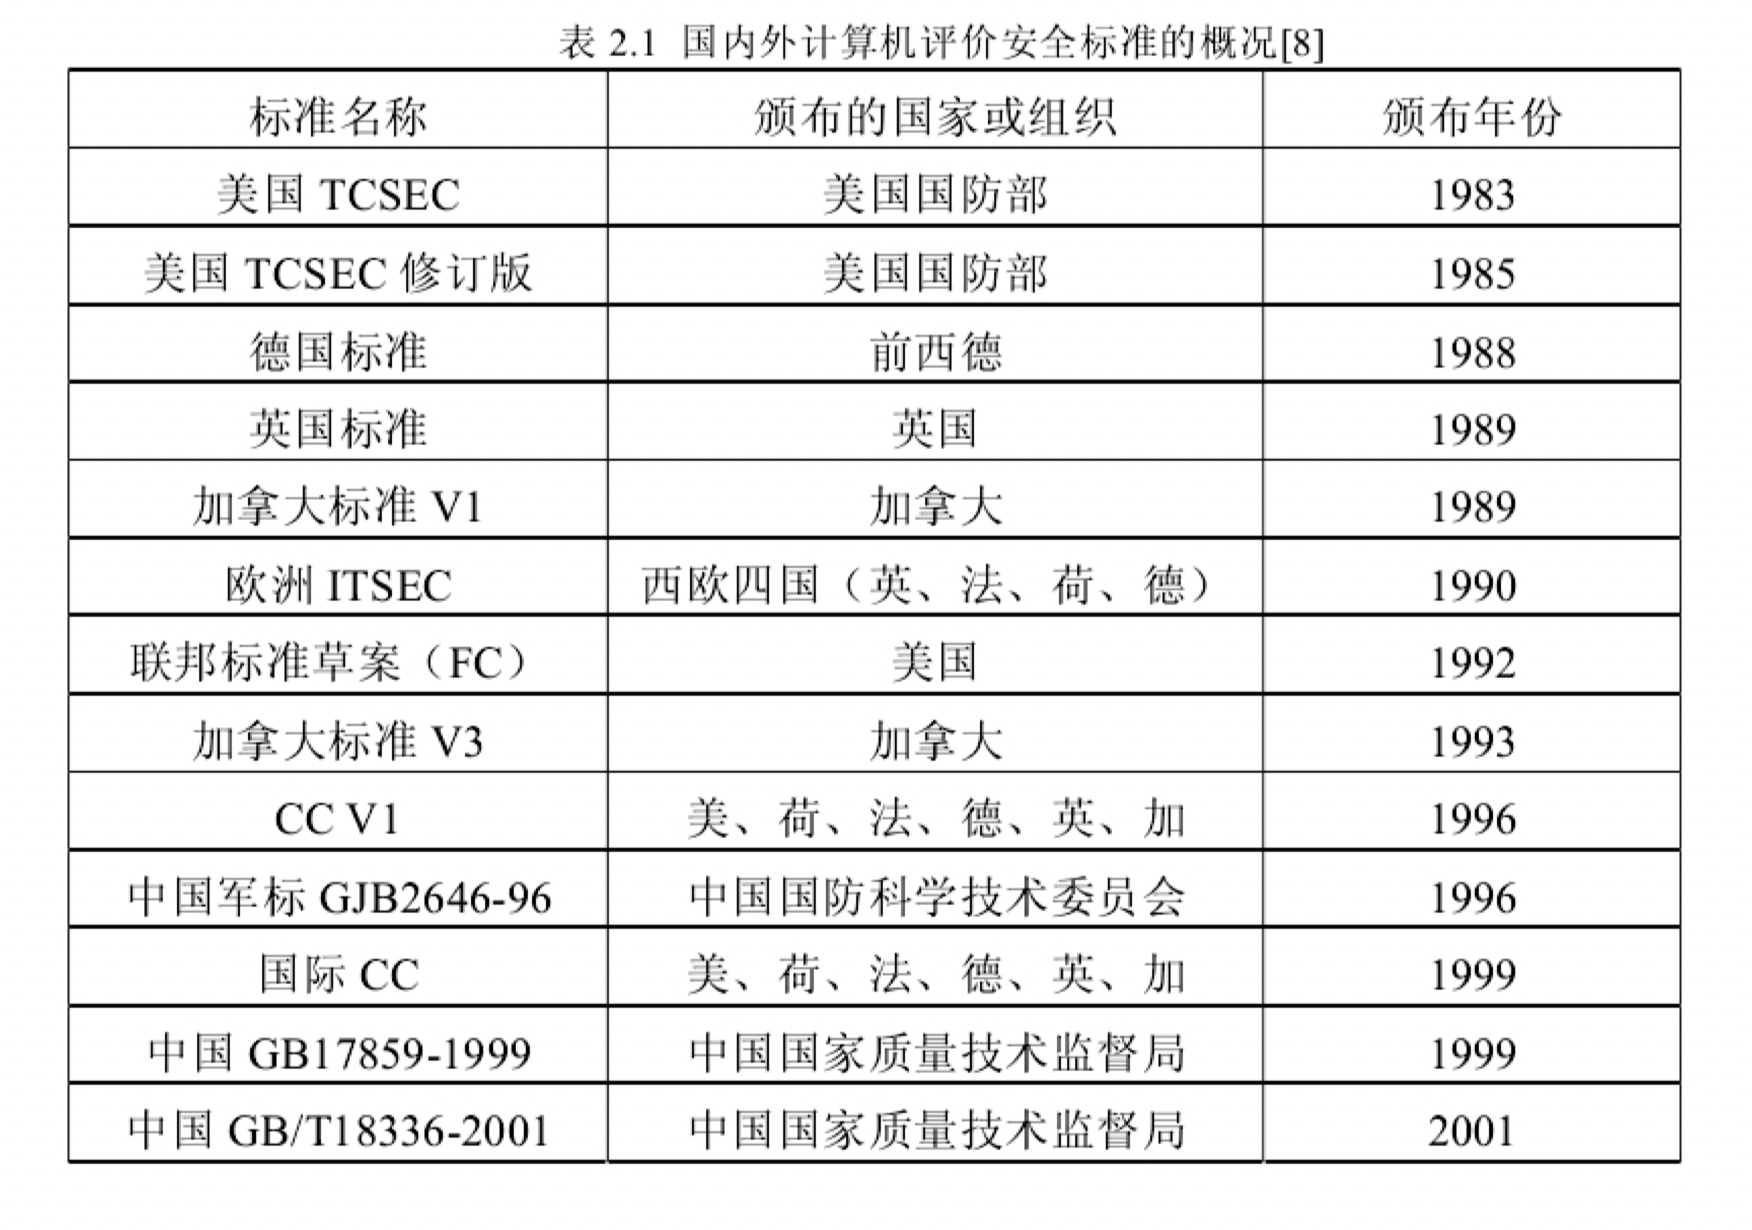 表 2.1 国内外计算机评价安全标准的概况[8]
标准名称 颁布的国家或组织 颁布年份
美国 TCSEC 美国国防部 1983
美国 TCSEC 修订版 美国国防部 1985
德国标准 前西德 1988
英国标准 英国 1989
加拿大标准 V1 加拿大 1989
欧洲 ITSEC 西欧四国（英、法、荷、德） 1990
联邦标准草案（FC） 美国 1992
加拿大标准 V3 加拿大 1993
CC V1 美、荷、法、德、英、加 1996
中国军标 GJB2646-96 中国国防科学技术委员会 1996
国际 CC 美、荷、法、德、英、加 1999
中国 GB17859-1999 中国国家质量技术监督局 1999
中国 GB/T18336-2001 中国国家质量技术监督局 2001